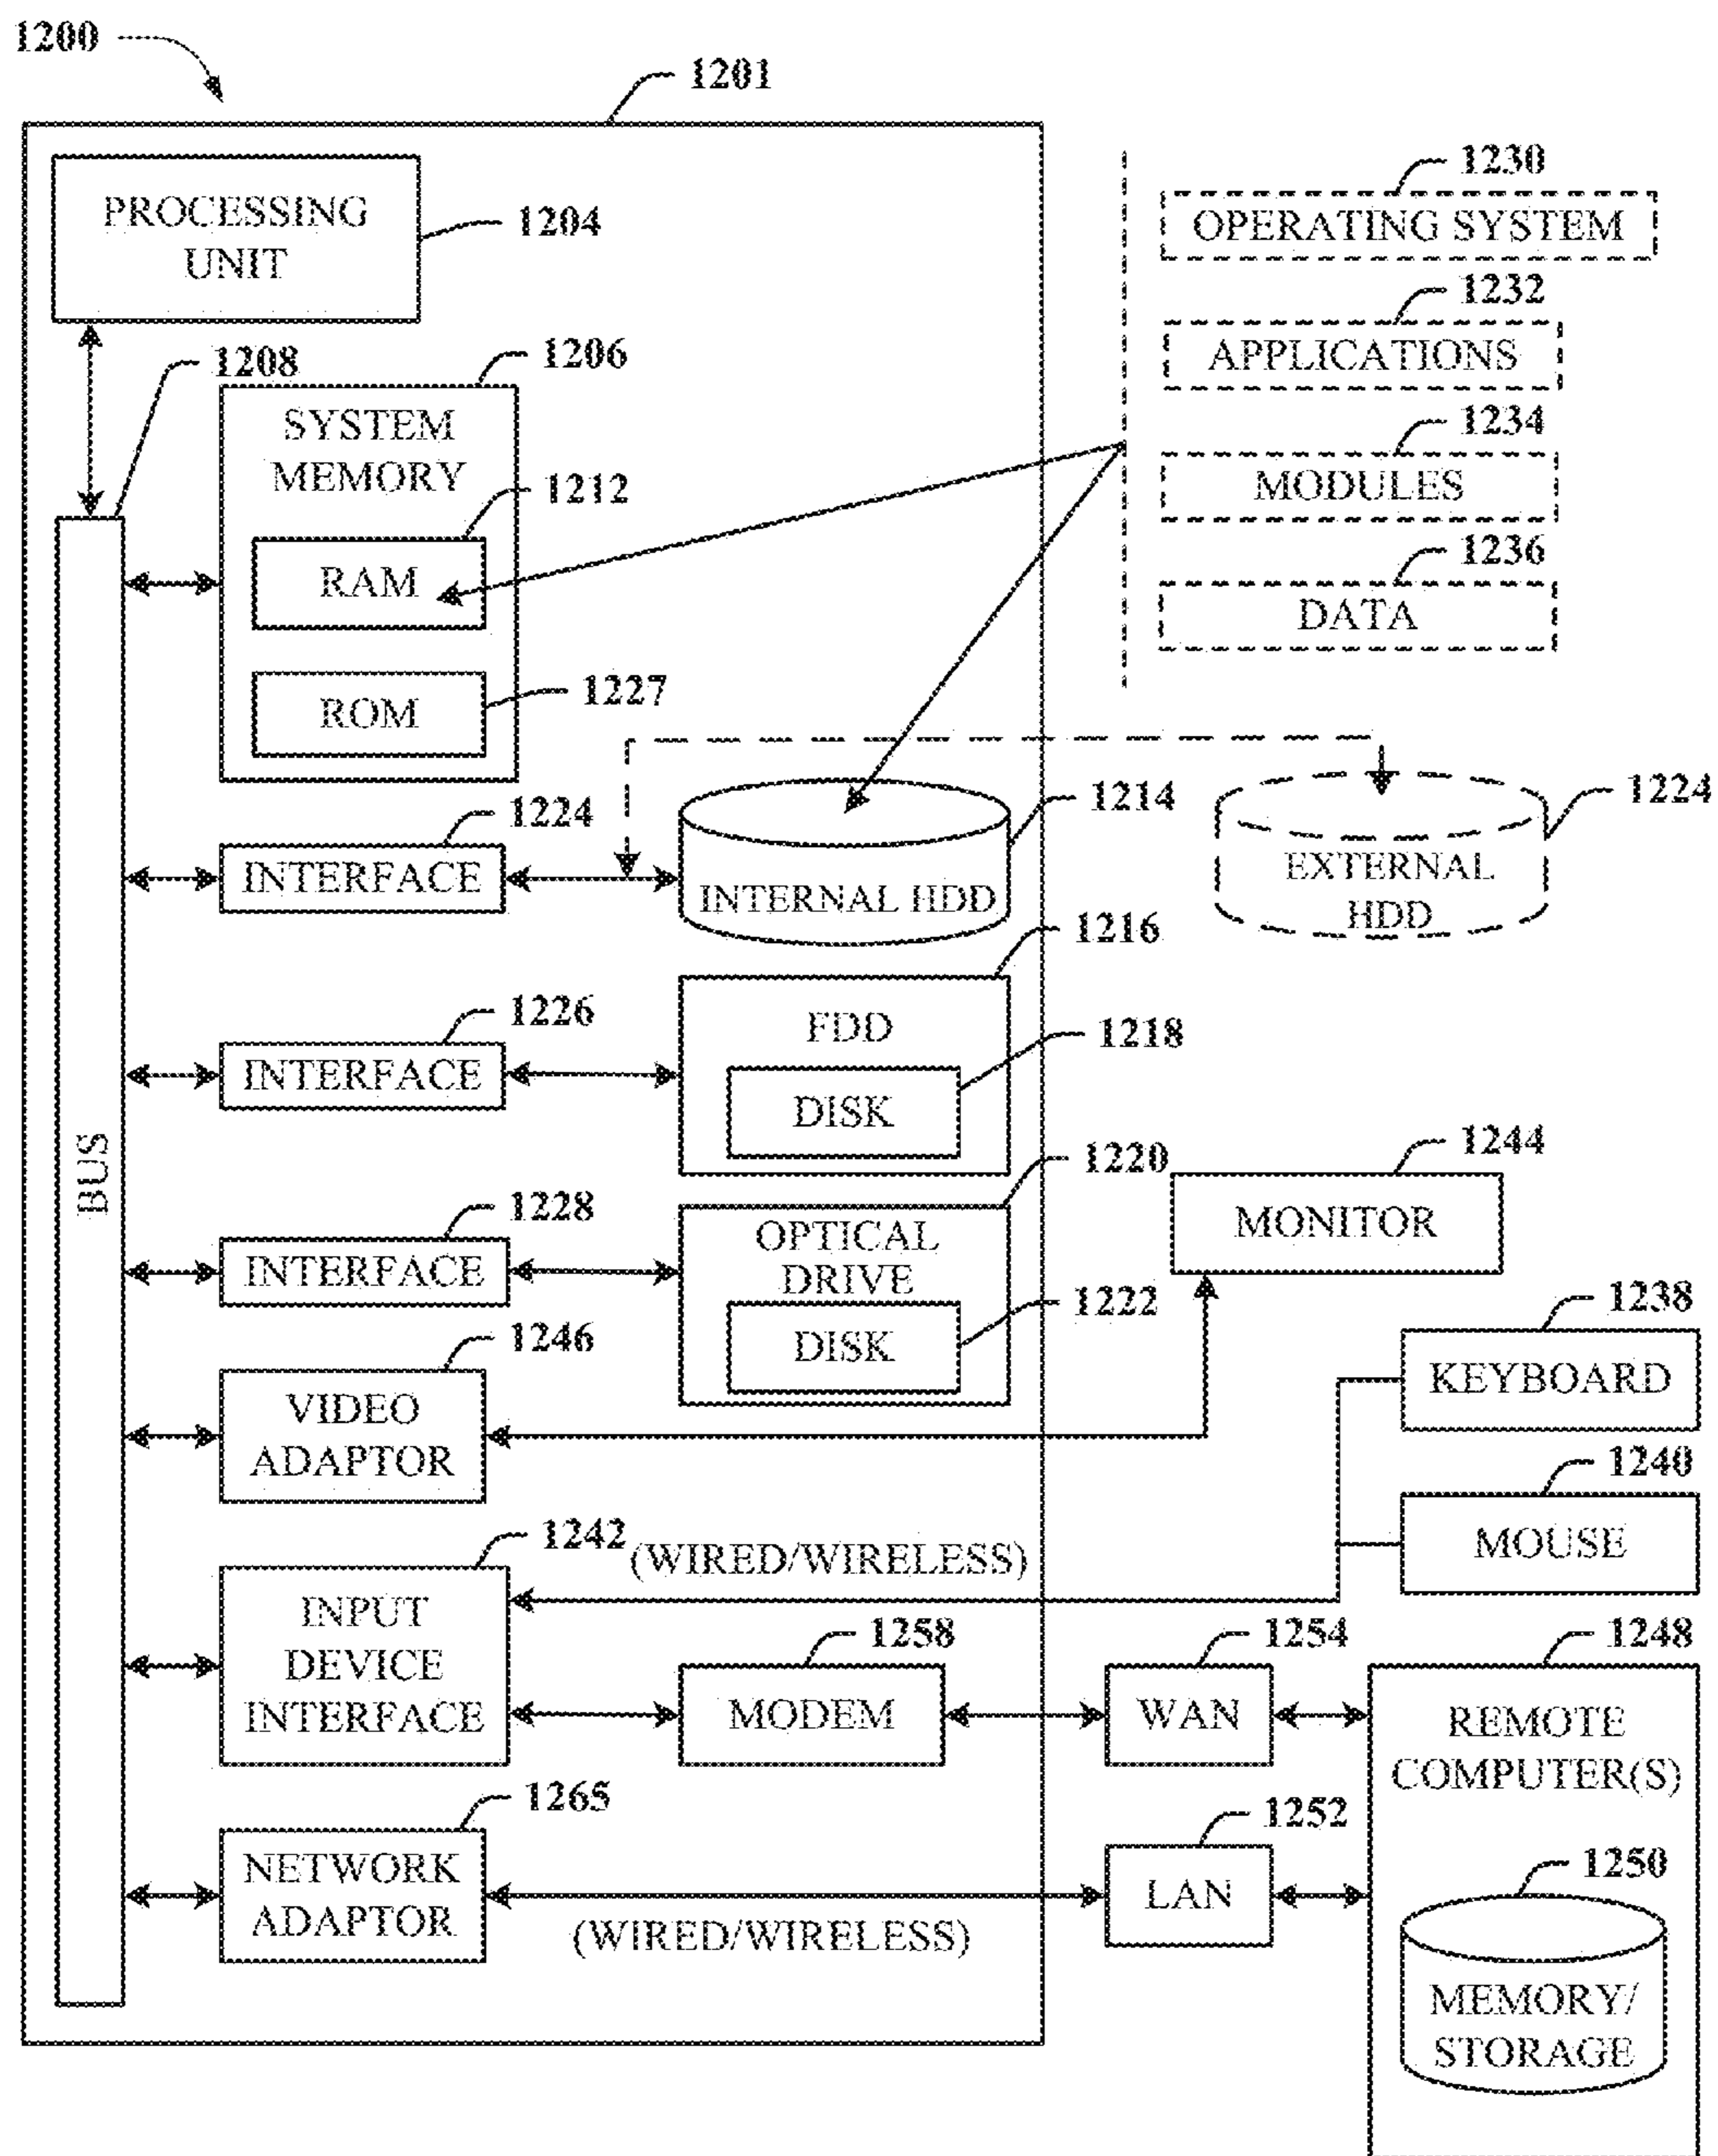 1200
1201
PROCESSING
UNIT
1204
1230
OPERATING SYSTEM
1232
APPLICATIONS
1234
MODULES
1236
DATA
1208
1206
SYSTEM
MEMORY
1212
RAM
1227
ROM
1224
INTERFACE
1214
INTERNAL HDD
1224
EXTERNAL
HDD
1216
1226
INTERFACE
FDD
1218
DISK
BUS
1220
1244
MONITOR
1228
INTERFACE
OPTICAL
DRIVE
1222
DISK
1238
KEYBOARD
1246
VIDEO
ADAPTOR
1240
MOUSE
1242
(WIRED/WIRELESS)
INPUT
DEVICE
INTERFACE
1258
MODEM
1254
WAN
1248
REMOTE
COMPUTER(S)
1265
NETWORK
ADAPTOR
(WIRED/WIRELESS)
1252
LAN
1250
MEMORY/
STORAGE